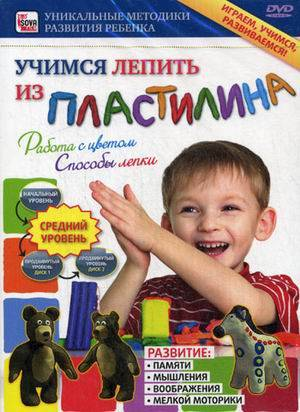 УНИКАЛЬНЫЕ МЕТОДИКИ
РАЗВИТИЯ РЕБЕНКА
DVD
ИГРАЕМ, УЧИМСЯ,
РАЗВИВАЕМСЯ!
УЧИМСЯ ЛЕПИТЬ
ИЗ ПЛАСТИЛИНА
Работа с цветом
Способы лепки
НАЧАЛЬНЫЙ
УРОВЕНЬ
СРЕДНИЙ
УРОВЕНЬ
ПРОДВИНУТЫЙ
УРОВЕНЬ
ДИСК 1
ПРОДВИНУТЫЙ
УРОВЕНЬ
ДИСК 2
РАЗВИТИЕ:
• ПАМЯТИ
• МЫШЛЕНИЯ
• ВООБРАЖЕНИЯ
• МЕЛКОЙ МОТОРИКИ